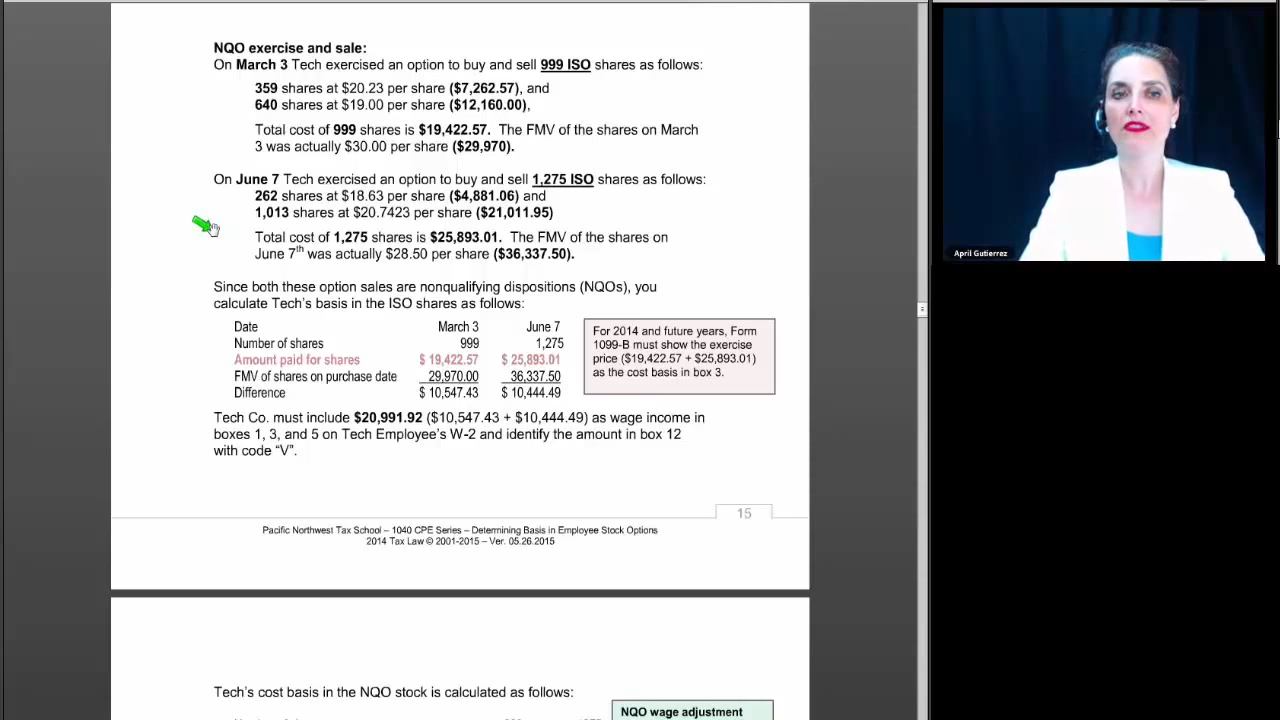 NQO exercise and sale:
On March 3 Tech exercised an option to buy and sell 999 ISO shares as follows:
359 shares at $20.23 per share ($7,262.57), and
640 shares at $19.00 per share ($12,160.00),
Total cost of 999 shares is $19,422.57. The FMV of the shares on March
3 was actually $30.00 per share ($29,970).
On June 7 Tech exercised an option to buy and sell 1,275 ISO shares as follows:
262 shares at $18.63 per share ($4,881.06) and
1,013 shares at $20.7423 per share ($21,011.95)
Total cost of 1,275 shares is $25,893.01. The FMV of the shares on
June 7th was actually $28.50 per share ($36,337.50).
Since both these option sales are nonqualifying dispositions (NQOs), you
calculate Tech's basis in the ISO shares as follows:
Date March 3 June 7
Number of shares 999 1,275
Amount paid for shares $ 19,422.57 $ 25,893.01
FMV of shares on purchase date 29,970.00 36,337.50
Difference $ 10,547.43 $ 10,444.49
For 2014 and future years, Form
1099-B must show the exercise
price ($19,422.57 + $25,893.01)
as the cost basis in box 3.
Tech Co. must include $20,991.92 ($10,547.43 + $10,444.49) as wage income in
boxes 1, 3, and 5 on Tech Employee's W-2 and identify the amount in box 12
with code “V”.
15
Pacific Northwest Tax School – 1040 CPE Series – Determining Basis in Employee Stock Options
2014 Tax Law © 2001-2015 – Ver. 05.26.2015
Tech's cost basis in the NQO stock is calculated as follows:
NQO wage adjustment
April Gutierrez